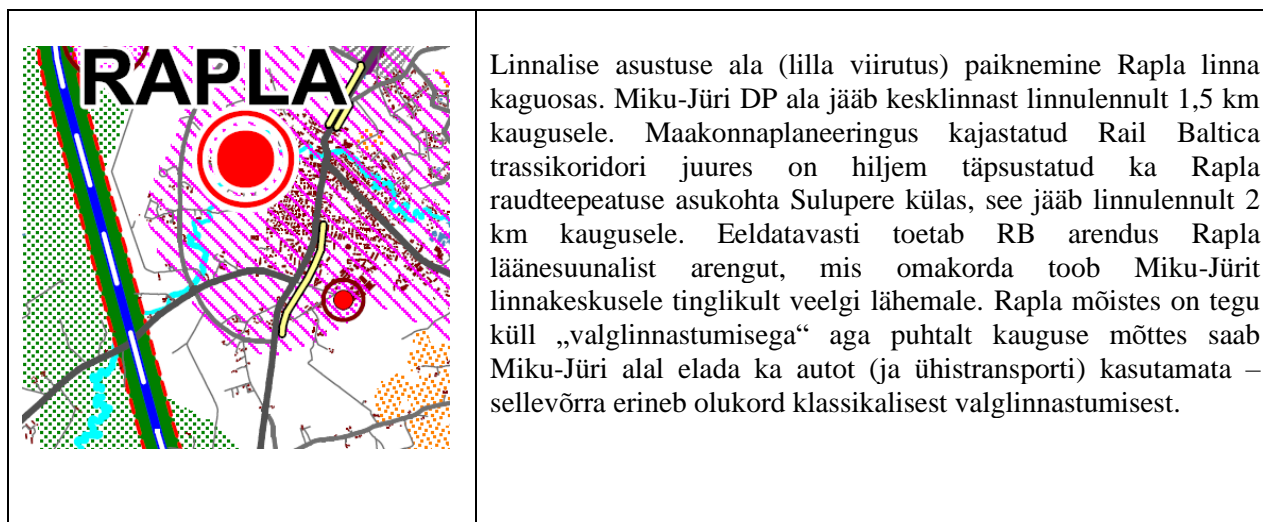 RAPLA
Linnalise asustuse ala (lilla viirutus) paiknemine Rapla linna
kaguosas. Miku-Jüri DP ala jääb kesklinnast linnulennult 1,5 km
kaugusele. Maakonnaplaneeringus kajastatud Rail Baltica
trassikoridori juures on hiljem täpsustatud ka Rapla
raudteepeatuse asukohta Sulupere külas, see jääb linnulennult 2
km kaugusele. Eeldatavasti toetab RB arendus Rapla
läänesuunalist arengut, mis omakorda toob Miku-Jürit
linnakeskusele tinglikult veelgi lähemale. Rapla mõistes on tegu
küll „valglinnastumisega“ aga puhtalt kauguse mõttes saab
Miku-Jüri alal elada ka autot (ja ühistransporti) kasutamata –
sellevõrra erineb olukord klassikalisest valglinnastumisest.